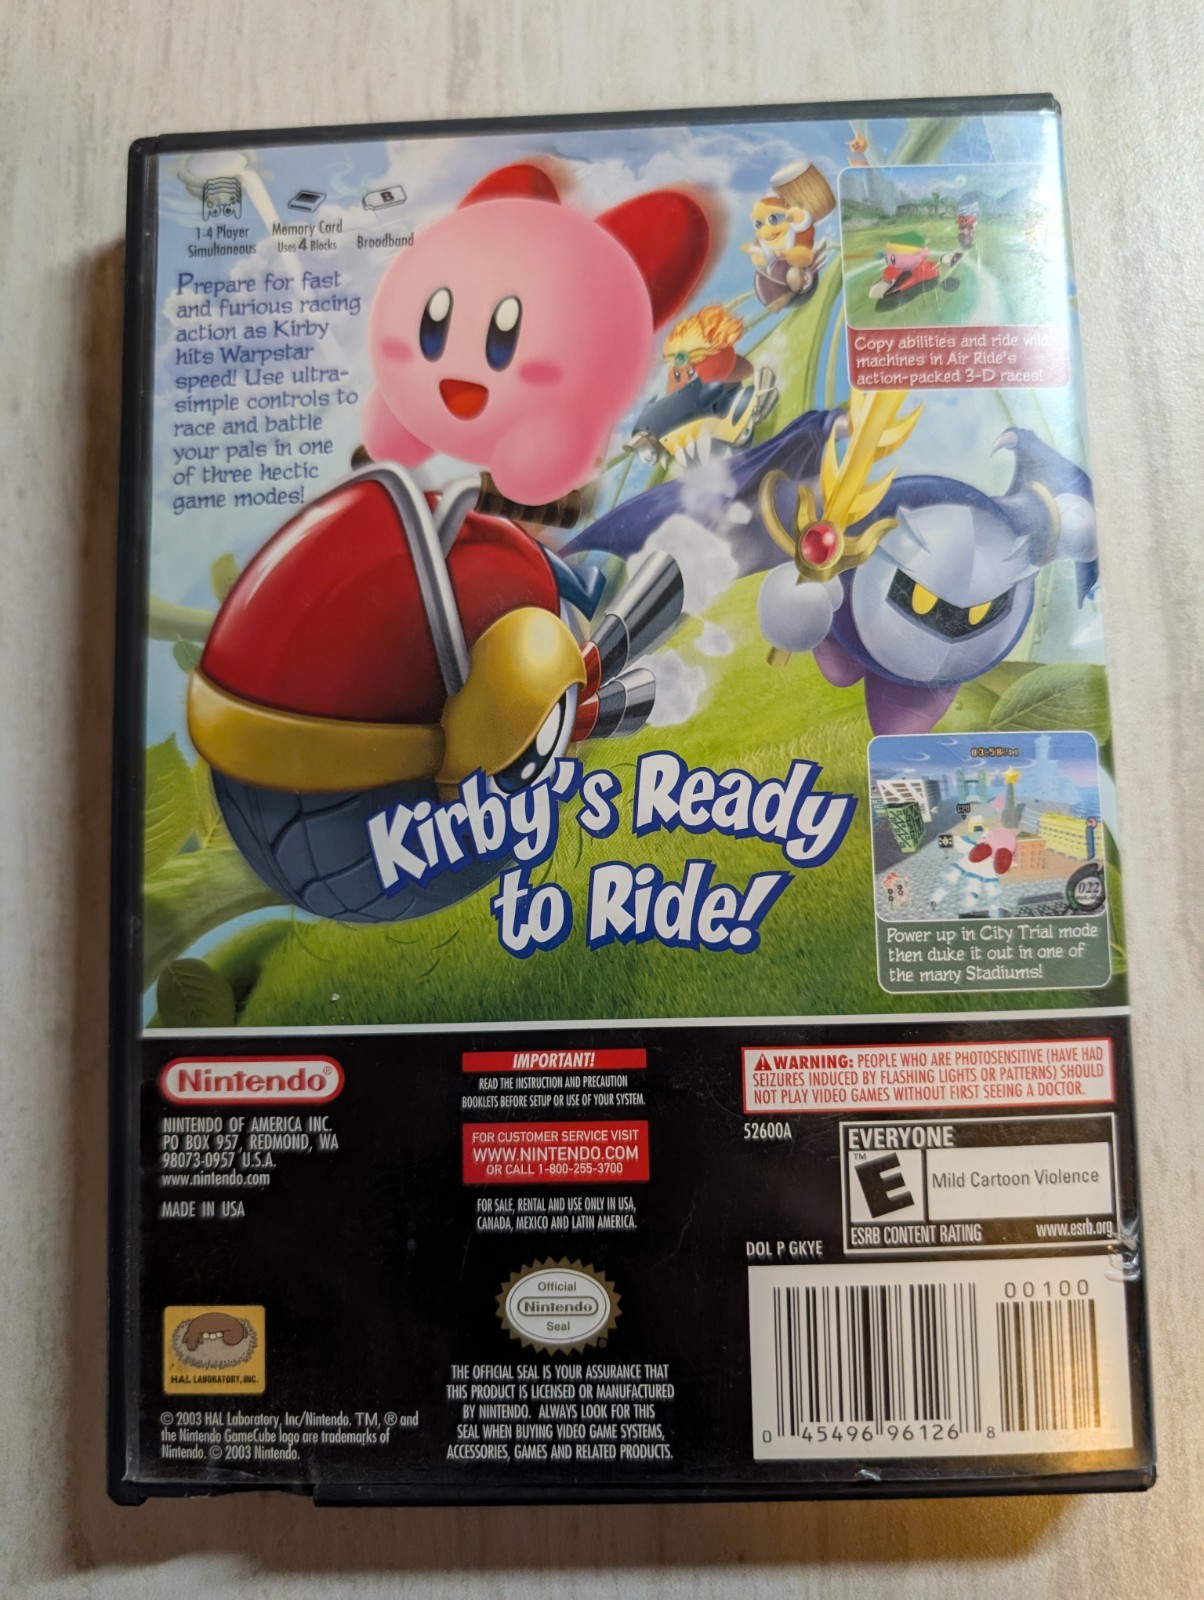 1-4 Player
Simultaneous
Memory Card
Uses 4 Blocks
B
Broadband
Prepare for fast
and furious racing
action as Kirby
hits Warpstar
speed! Use ultra-
simple controls to
race and battle
your pals in one
of three hectic
game modes!
Copy abilities and ride wild
machines in Air Ride's
action-packed 3-D races!
Kirby's Ready
to Ride!
022
Power up in City Trial mode
then duke it out in one of
the many Stadiums!
Nintendo®
NINTENDO OF AMERICA INC.
PO BOX 957, REDMOND, WA
98073-0957 U.S.A.
www.nintendo.com
MADE IN USA
HAL LABORATORY, INC.
© 2003 HAL Laboratory, Inc/Nintendo. TM, ® and
the Nintendo GameCube logo are trademarks of
Nintendo. © 2003 Nintendo.
IMPORTANT!
READ THE INSTRUCTION AND PRECAUTION
BOOKLETS BEFORE SETUP OR USE OF YOUR SYSTEM.
FOR CUSTOMER SERVICE VISIT
WWW.NINTENDO.COM
OR CALL 1-800-255-3700
FOR SALE, RENTAL AND USE ONLY IN USA,
CANADA, MEXICO AND LATIN AMERICA.
Official
Nintendo
Seal
THE OFFICIAL SEAL IS YOUR ASSURANCE THAT
THIS PRODUCT IS LICENSED OR MANUFACTURED
BY NINTENDO. ALWAYS LOOK FOR THIS
SEAL WHEN BUYING VIDEO GAME SYSTEMS,
ACCESSORIES, GAMES AND RELATED PRODUCTS.
WARNING: PEOPLE WHO ARE PHOTOSENSITIVE (HAVE HAD
SEIZURES INDUCED BY FLASHING LIGHTS OR PATTERNS) SHOULD
NOT PLAY VIDEO GAMES WITHOUT FIRST SEEING A DOCTOR.
52600A
EVERYONE
E
TM
Mild Cartoon Violence
ESRB CONTENT RATING www.esrb.org
DOL P GKYE
00100
0 45496 96126 8